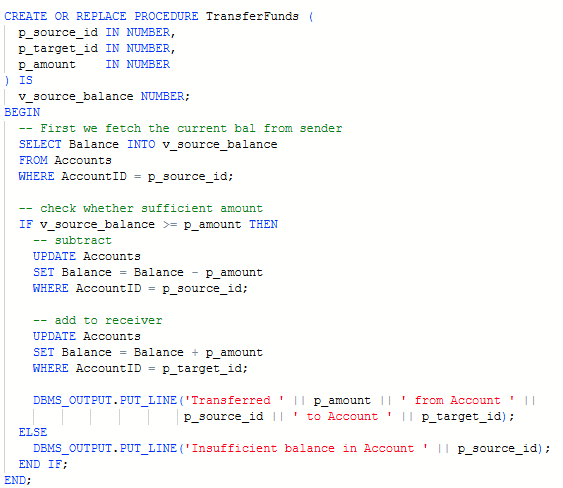 CREATE OR REPLACE PROCEDURE TransferFunds (
  p_source_id IN NUMBER,
  p_target_id IN NUMBER,
  p_amount    IN NUMBER
) IS
  v_source_balance NUMBER;
BEGIN
  -- First we fetch the current bal from sender
  SELECT Balance INTO v_source_balance
  FROM Accounts
  WHERE AccountID = p_source_id;

  -- check whether sufficient amount
  IF v_source_balance >= p_amount THEN
    -- subtract
    UPDATE Accounts
    SET Balance = Balance - p_amount
    WHERE AccountID = p_source_id;

    -- add to receiver
    UPDATE Accounts
    SET Balance = Balance + p_amount
    WHERE AccountID = p_target_id;

    DBMS_OUTPUT.PUT_LINE('Transferred ' || p_amount || ' from Account ' ||
                         p_source_id || ' to Account ' || p_target_id);
  ELSE
    DBMS_OUTPUT.PUT_LINE('Insufficient balance in Account ' || p_source_id);
  END IF;
END;